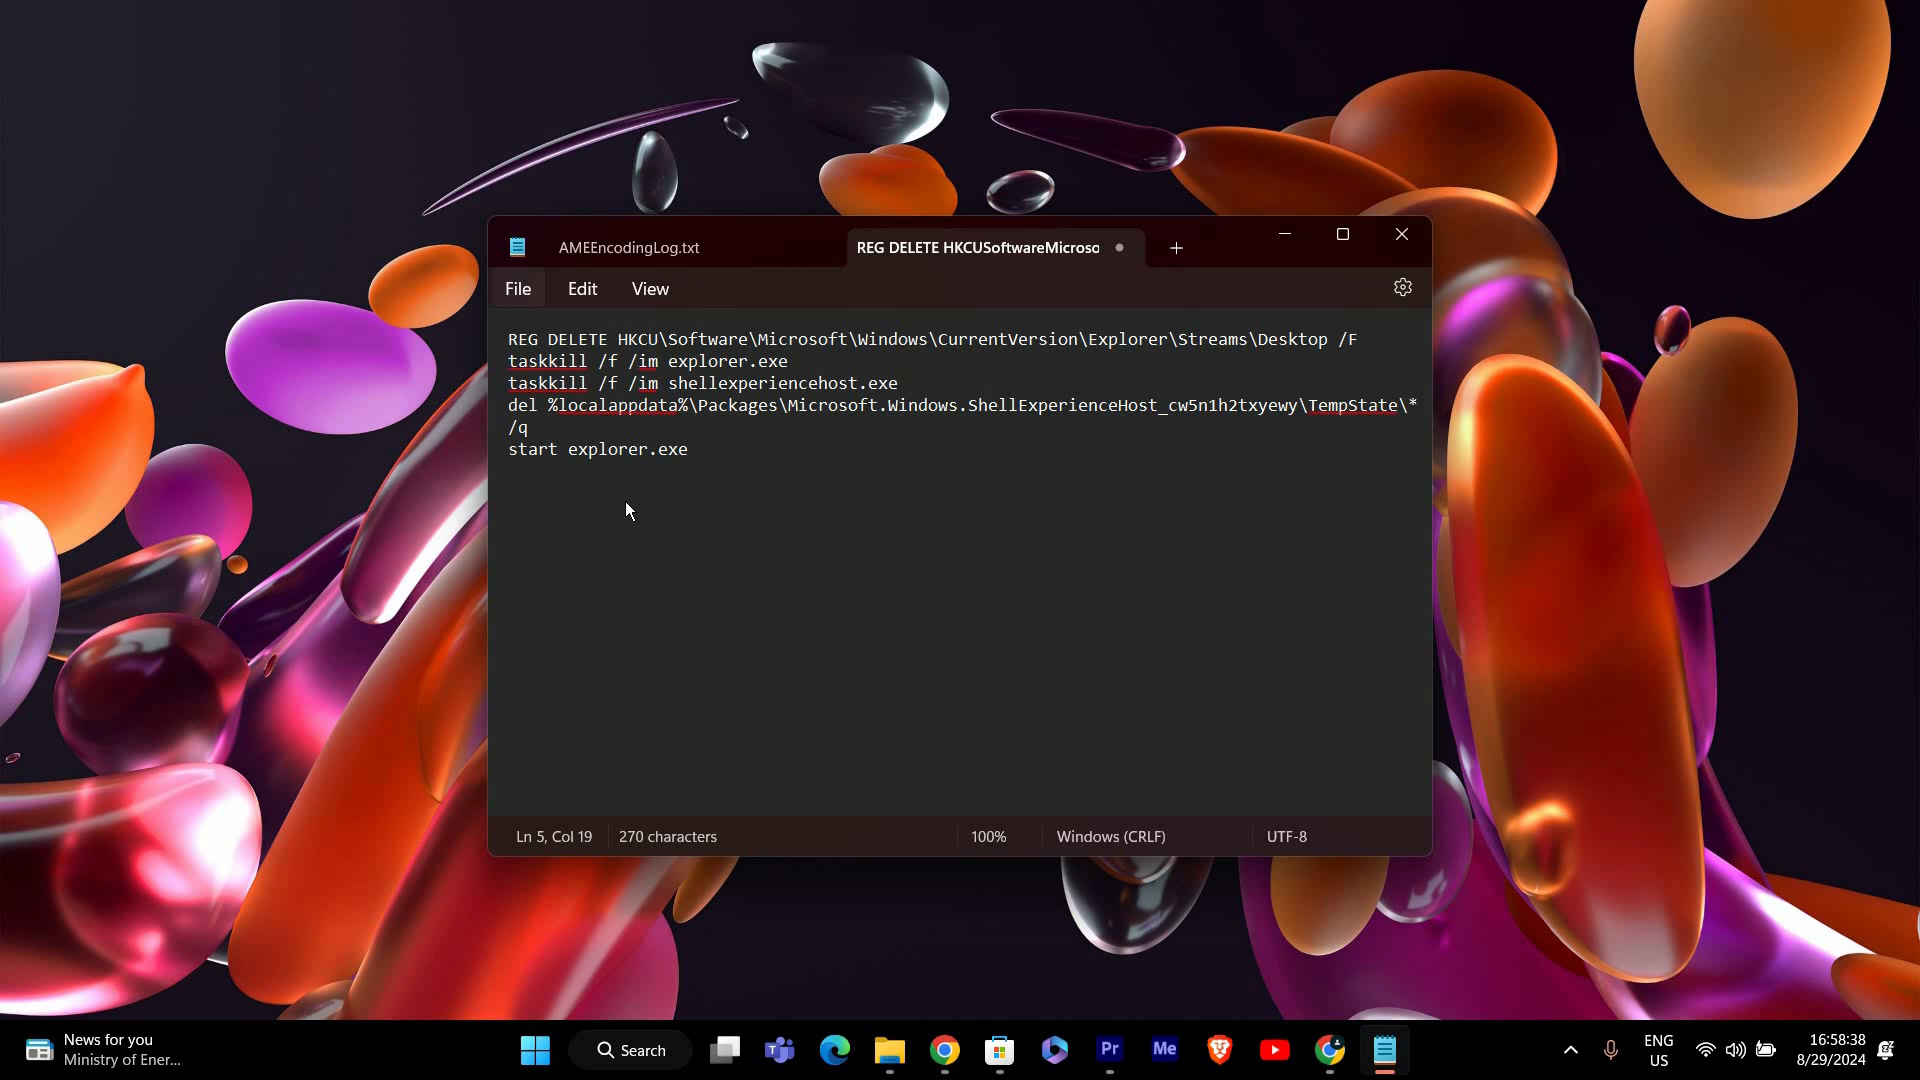 AMEEncodingLog.txt
REG DELETE HKCUSoftwareMicroso
File Edit View
REG DELETE HKCU\Software\Microsoft\Windows\CurrentVersion\Explorer\Streams\Desktop /F
taskkill /f /im explorer.exe
taskkill /f /im shellexperiencehost.exe
del %localappdata%\Packages\Microsoft.Windows.ShellExperienceHost_cw5n1h2txyewy\TempState\*
/q
start explorer.exe
Ln 5, Col 19 270 characters 100% Windows (CRLF) UTF-8
News for you
Ministry of Ener...
Search
Pr
Me
ENG
US
16:58:38
8/29/2024